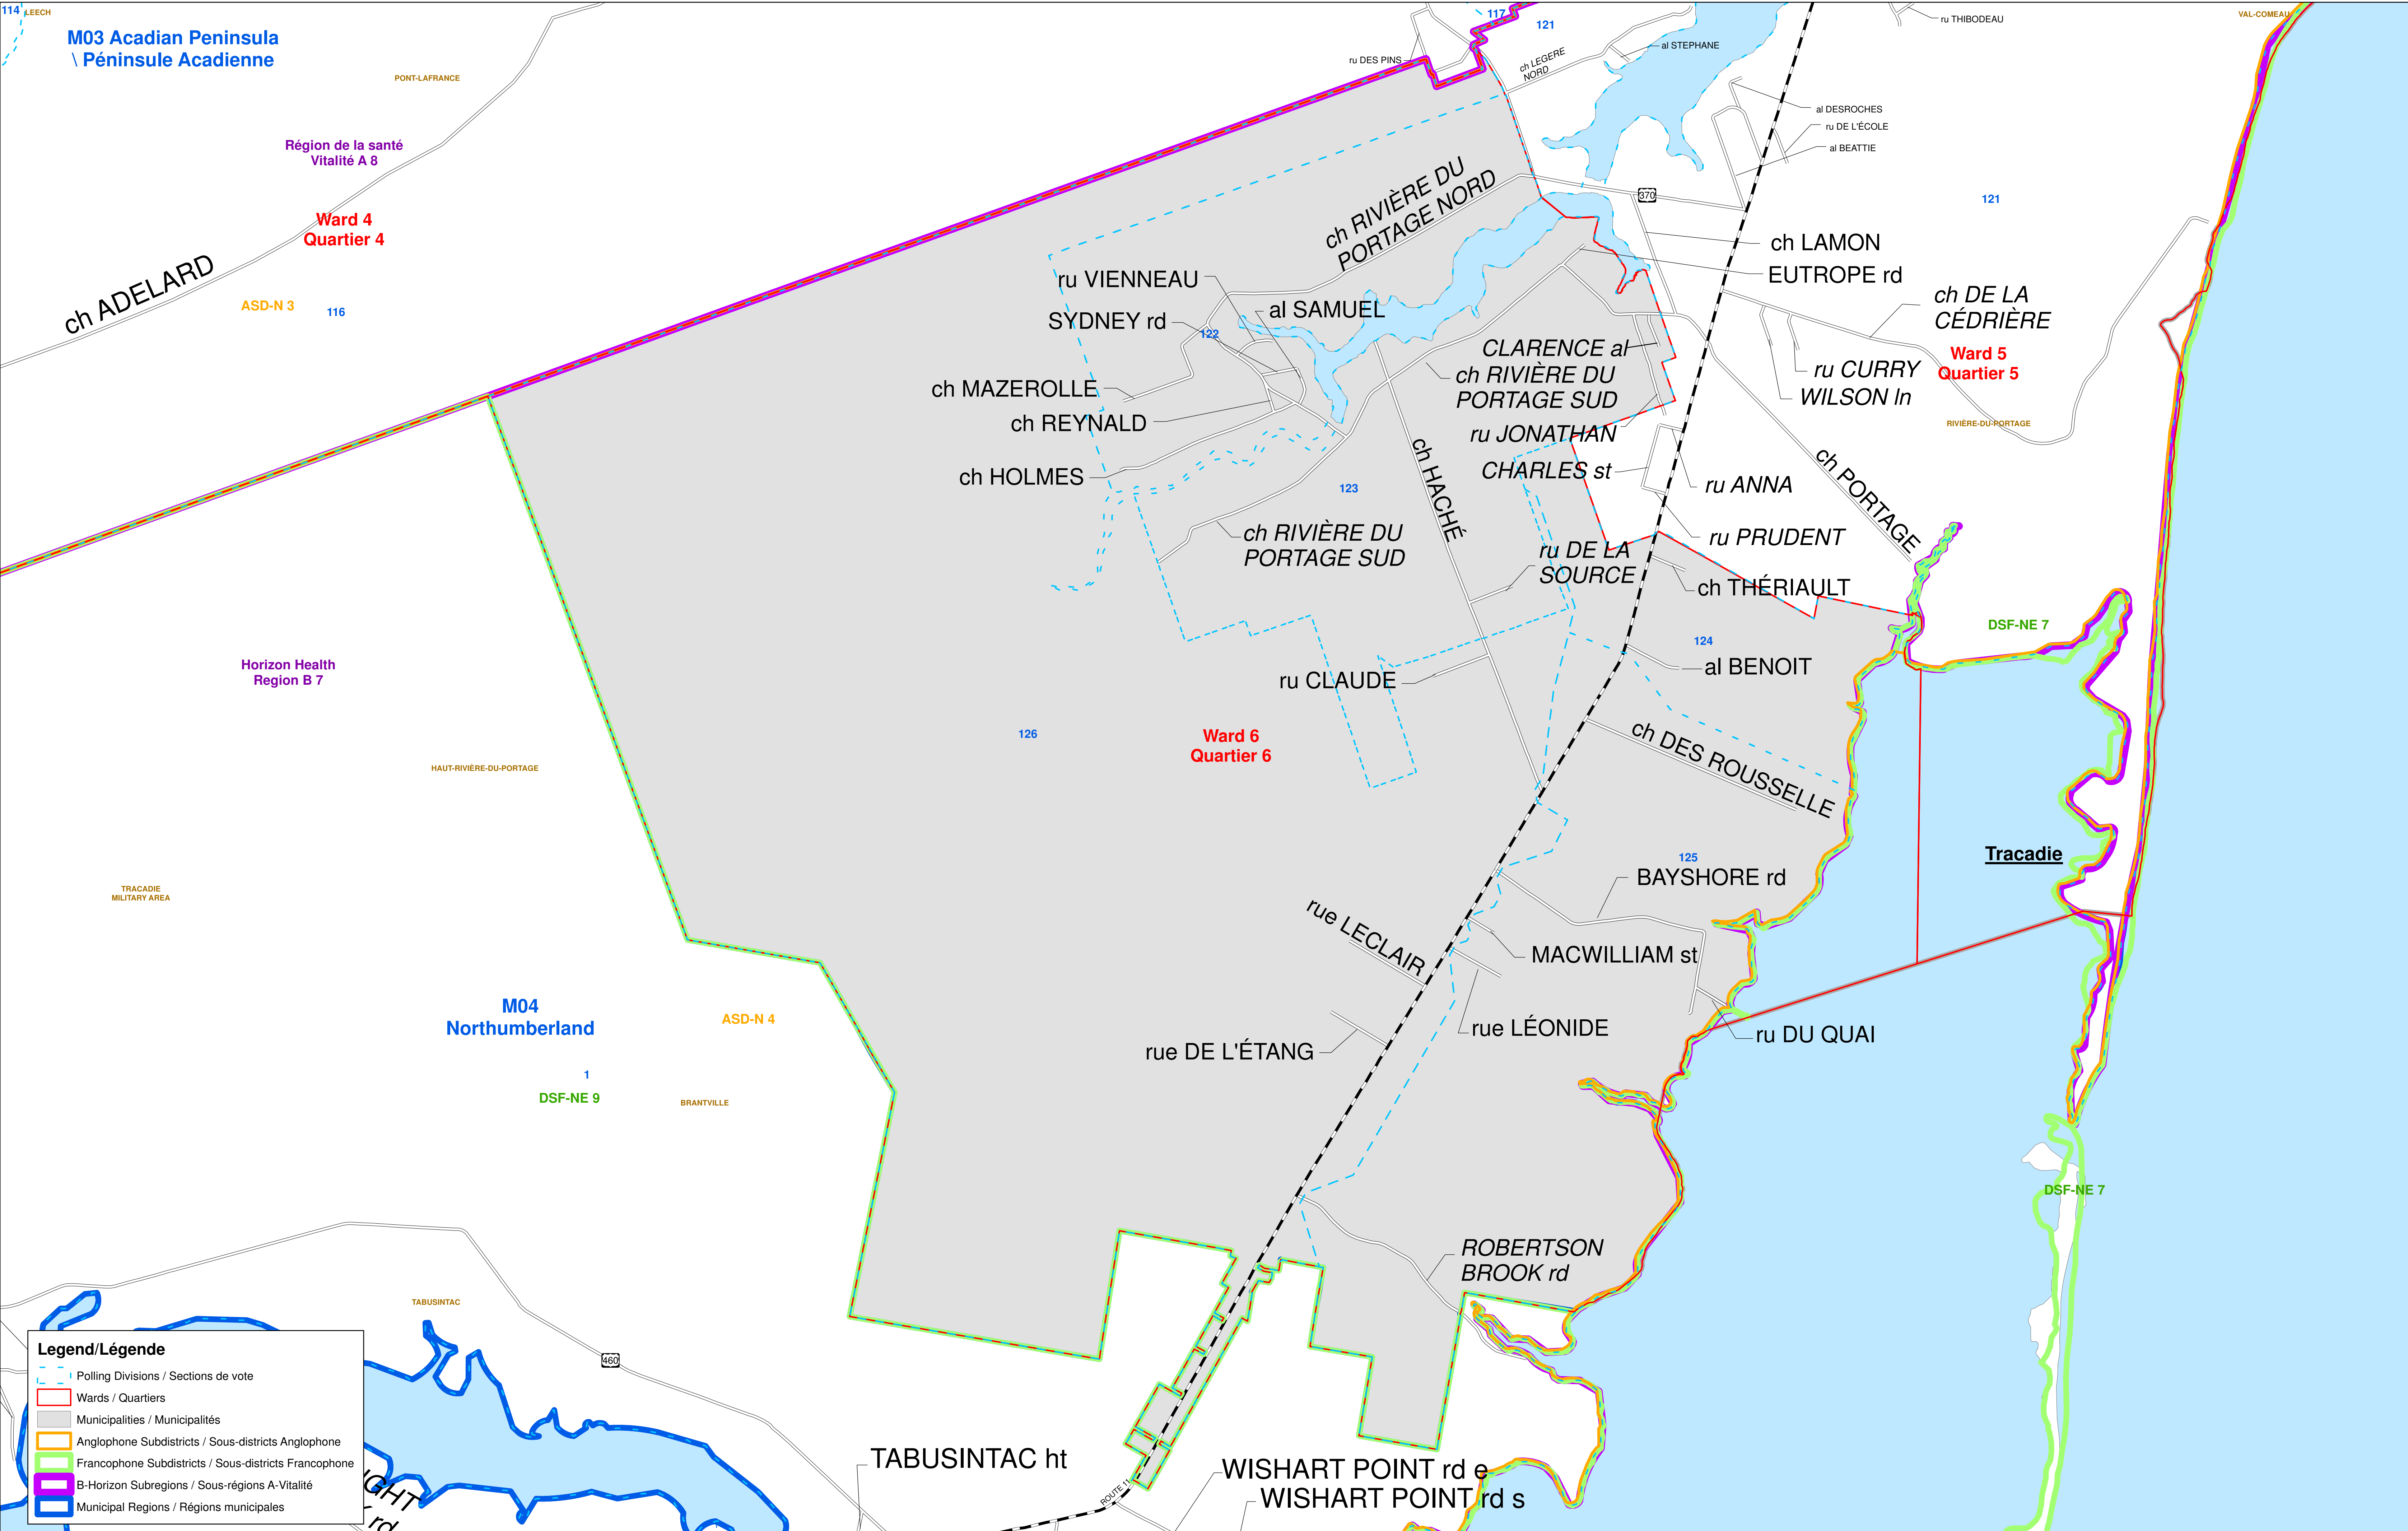 114
LEECH
M03 Acadian Peninsula
\ Péninsule Acadienne
PONT-LAFRANCE
Région de la santé
Vitalité A 8
Ward 4
Quartier 4
ch ADELARD
ASD-N 3
116
117
121
ru DES PINS
ch LEGERE
NORD
al STEPHANE
ru THIBODEAU
VAL-COMEAU
al DESROCHES
ru DE L'ÉCOLE
al BEATTIE
121
370
ch RIVIÈRE DU
PORTAGE NORD
ch LAMON
EUTROPE rd
ch DE LA
CÉDRIÈRE
Ward 5
Quartier 5
ru CURRY
WILSON ln
RIVIÈRE-DU-PORTAGE
ru VIENNEAU
al SAMUEL
SYDNEY rd
122
ch MAZEROLLE
ch REYNALD
ch HOLMES
CLARENCE al
ch RIVIÈRE DU
PORTAGE SUD
ru JONATHAN
CHARLES st
ch HACHÉ
123
ru ANNA
ch PORTAGE
ru PRUDENT
ch RIVIÈRE DU
PORTAGE SUD
ru DE LA
SOURCE
ch THÉRIAULT
DSF-NE 7
124
al BENOIT
ru CLAUDE
Horizon Health
Region B 7
126
Ward 6
Quartier 6
ch DES ROUSSELLE
HAUT-RIVIÈRE-DU-PORTAGE
TRACADIE
MILITARY AREA
125
BAYSHORE rd
Tracadie
rue LECLAIR
MACWILLIAM st
M04
Northumberland
ASD-N 4
rue LÉONIDE
ru DU QUAI
rue DE L'ÉTANG
1
DSF-NE 9
BRANTVILLE
DSF-NE 7
ROBERTSON
BROOK rd
TABUSINTAC
460
TABUSINTAC ht
ROUTE 11
WISHART POINT rd e
WISHART POINT rd s
rd
Legend/Légende
Polling Divisions / Sections de vote
Wards / Quartiers
Municipalities / Municipalités
Anglophone Subdistricts / Sous-districts Anglophone
Francophone Subdistricts / Sous-districts Francophone
B-Horizon Subregions / Sous-régions A-Vitalité
Municipal Regions / Régions municipales